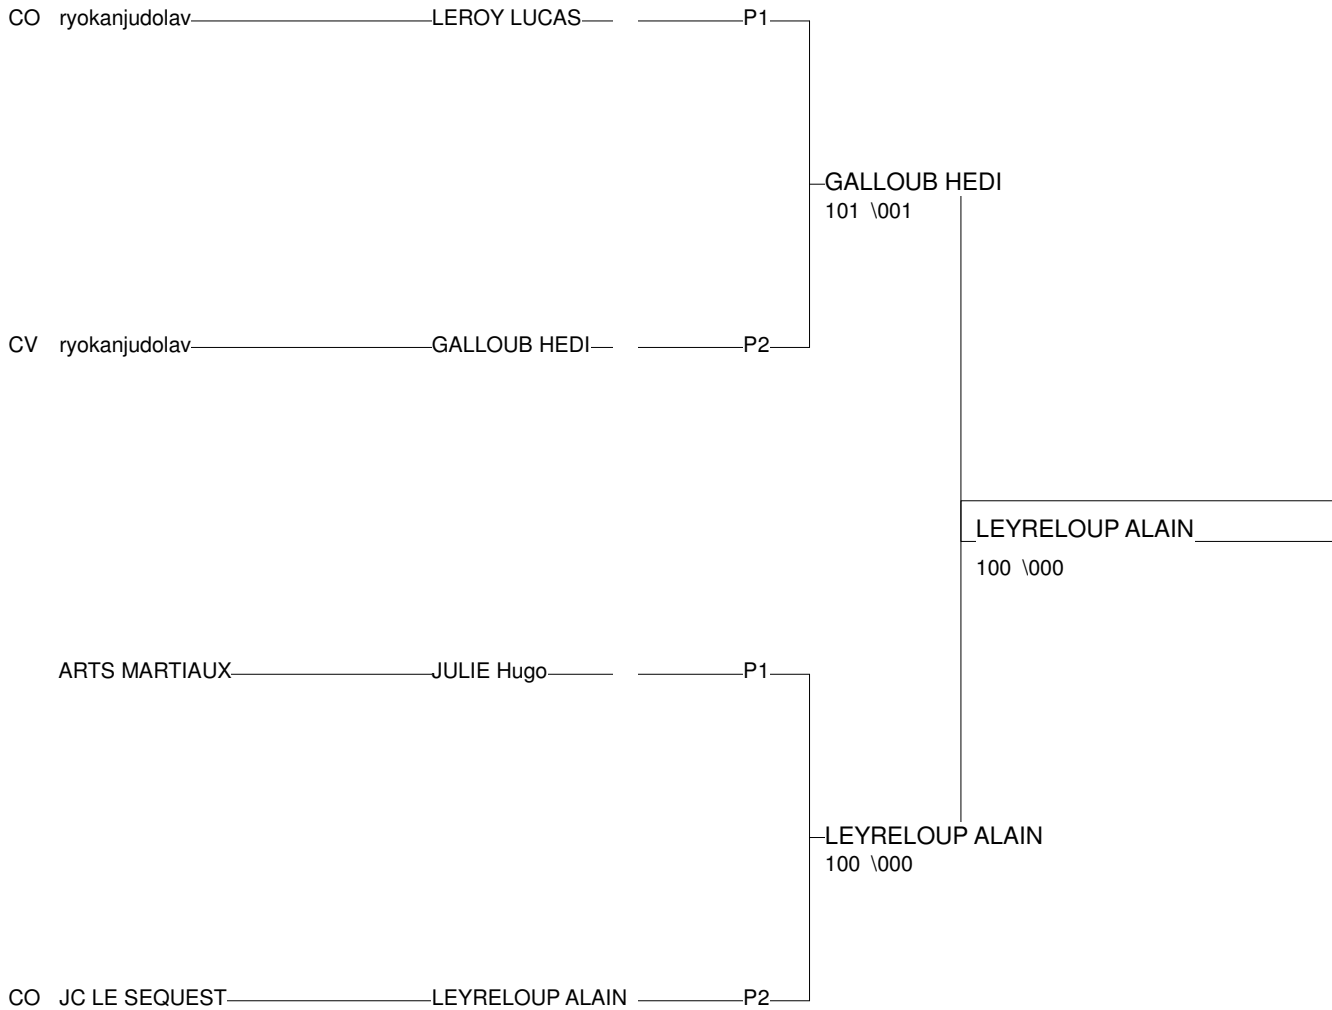 CO ryokanjudolav LEROY LUCAS P1
GALLOUB HEDI
101 \001
CV ryokanjudolav GALLOUB HEDI P2
LEYRELOUP ALAIN
100 \000
ARTS MARTIAUX JULIE Hugo P1
LEYRELOUP ALAIN
100 \000
CO JC LE SEQUEST LEYRELOUP ALAIN P2